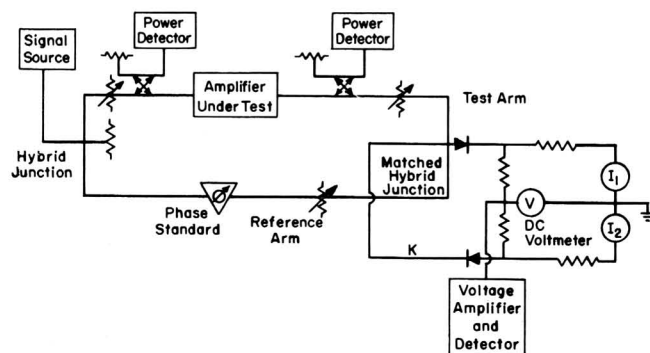 Signal
Source
Power
Detector
Power
Detector
Amplifier
Under Test
Test Arm
Hybrid
Junction
Matched
Hybrid
Junction
I1
V
DC
Voltmeter
I2
Phase
Standard
Reference
Arm
K
Voltage
Amplifier
and
Detector